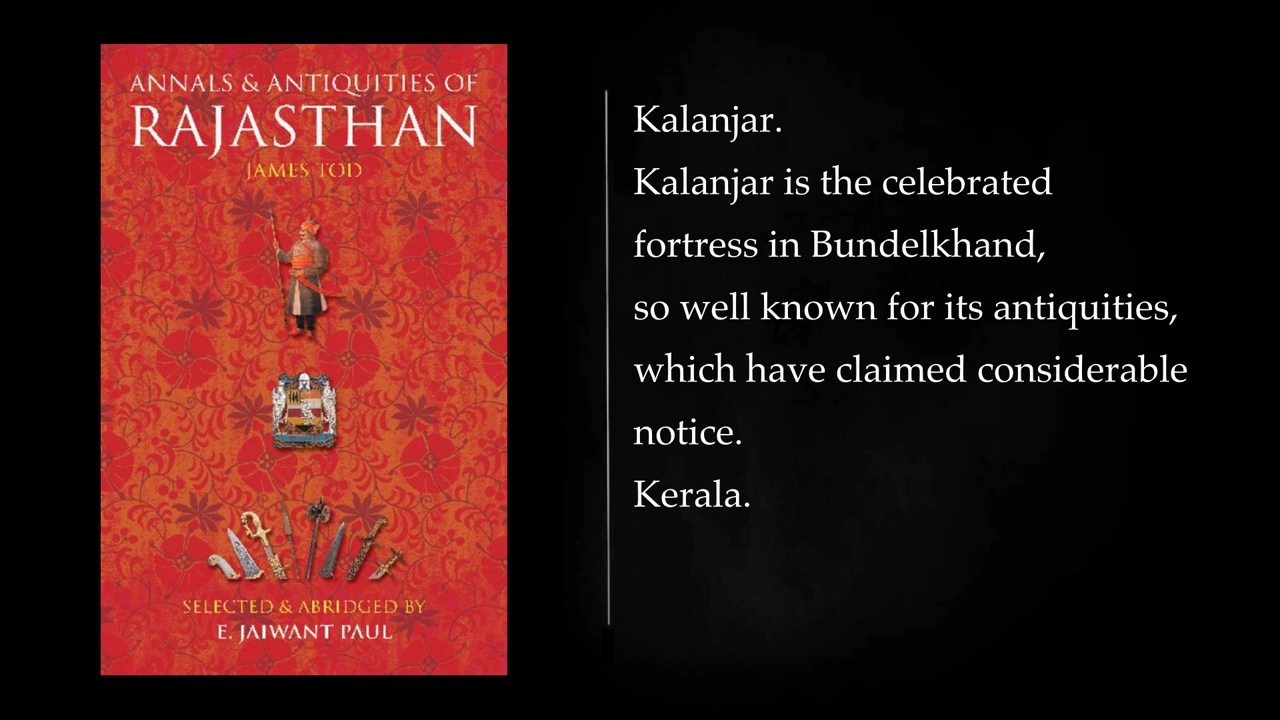 ANNALS & ANTIQUITIES OF
RAJASTHAN
JAMES TOD
SELECTED & ABRIDGED BY
E. JAIWANT PAUL
Kalanjar.
Kalanjar is the celebrated
fortress in Bundelkhand,
so well known for its antiquities,
which have claimed considerable
notice.
Kerala.